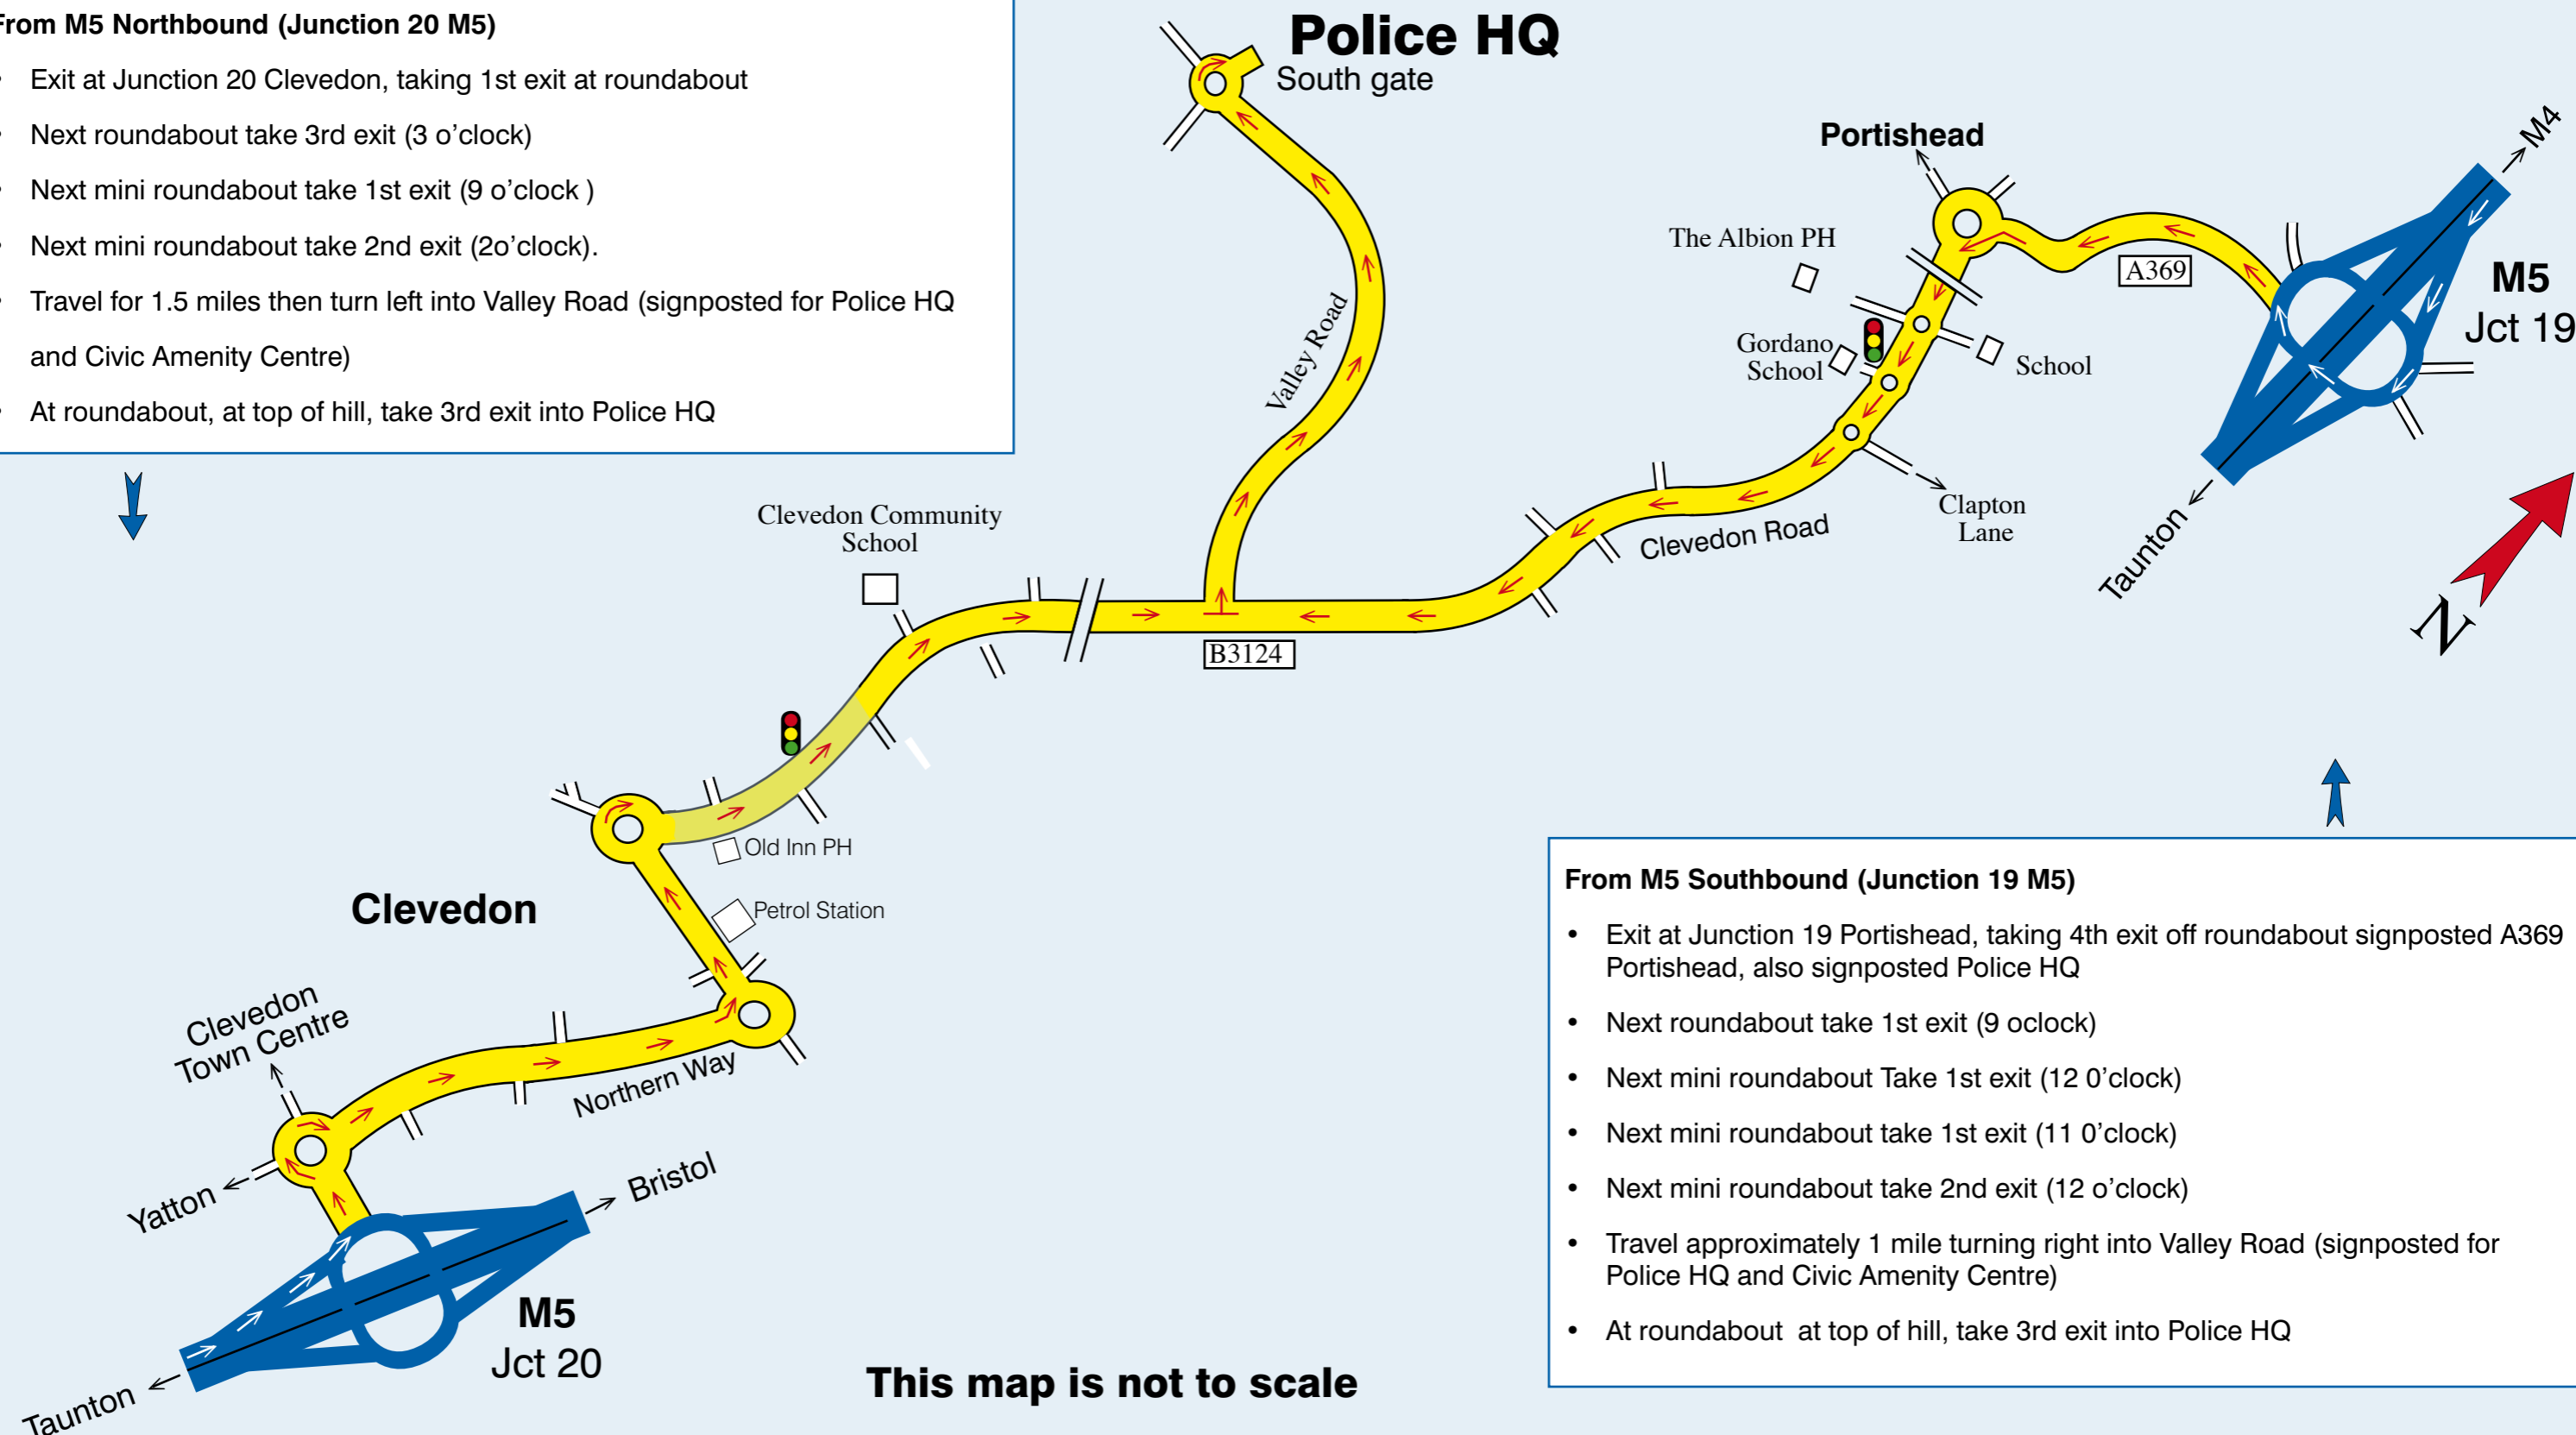 From M5 Northbound (Junction 20 M5)
• Exit at Junction 20 Clevedon, taking 1st exit at roundabout
• Next roundabout take 3rd exit (3 o’clock)
• Next mini roundabout take 1st exit (9 o’clock )
• Next mini roundabout take 2nd exit (2o’clock).
• Travel for 1.5 miles then turn left into Valley Road (signposted for Police HQ
and Civic Amenity Centre)
• At roundabout, at top of hill, take 3rd exit into Police HQ
Police HQ
South gate
Portishead
M4
The Albion PH
A369
M5
Jct 19
Gordano
School
School
Valley Road
Clevedon Community
School
Clapton
Lane
Clevedon Road
Taunton
N
B3124
Old Inn PH
Petrol Station
Clevedon
Clevedon
Town Centre
Northern Way
Yatton
Bristol
M5
Jct 20
Taunton
This map is not to scale
From M5 Southbound (Junction 19 M5)
• Exit at Junction 19 Portishead, taking 4th exit off roundabout signposted A369
Portishead, also signposted Police HQ
• Next roundabout take 1st exit (9 oclock)
• Next mini roundabout Take 1st exit (12 0’clock)
• Next mini roundabout take 1st exit (11 0’clock)
• Next mini roundabout take 2nd exit (12 o’clock)
• Travel approximately 1 mile turning right into Valley Road (signposted for
Police HQ and Civic Amenity Centre)
• At roundabout  at top of hill, take 3rd exit into Police HQ